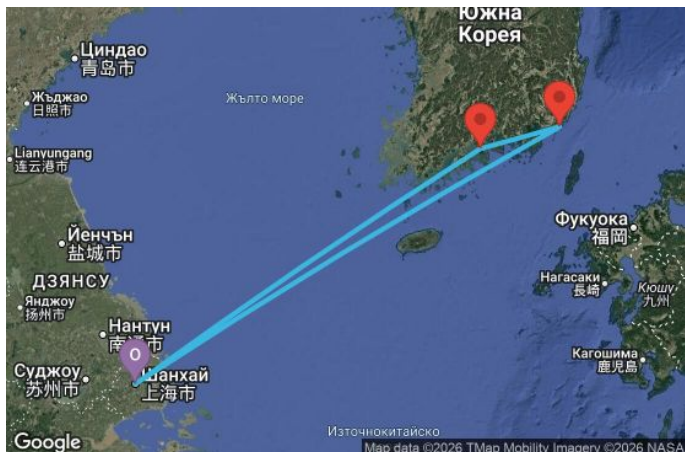 Южна
Корея
Циндао
青岛市
Жълто море
Жъджао
日照市
Lianyungang
连云港市
Фукуока
福岡
Йенчън
盐城市
Нагасаки
長崎
Кюшу
九州
ДЗЯНСУ
Янджоу
扬州市
Нантун
南通市
O
Шанхай
上海市
Суджоу
苏州市
Кагошима
鹿児島
Източнокитайско
Google
Map data ©2026 TMap Mobility Imagery ©2026 NASA